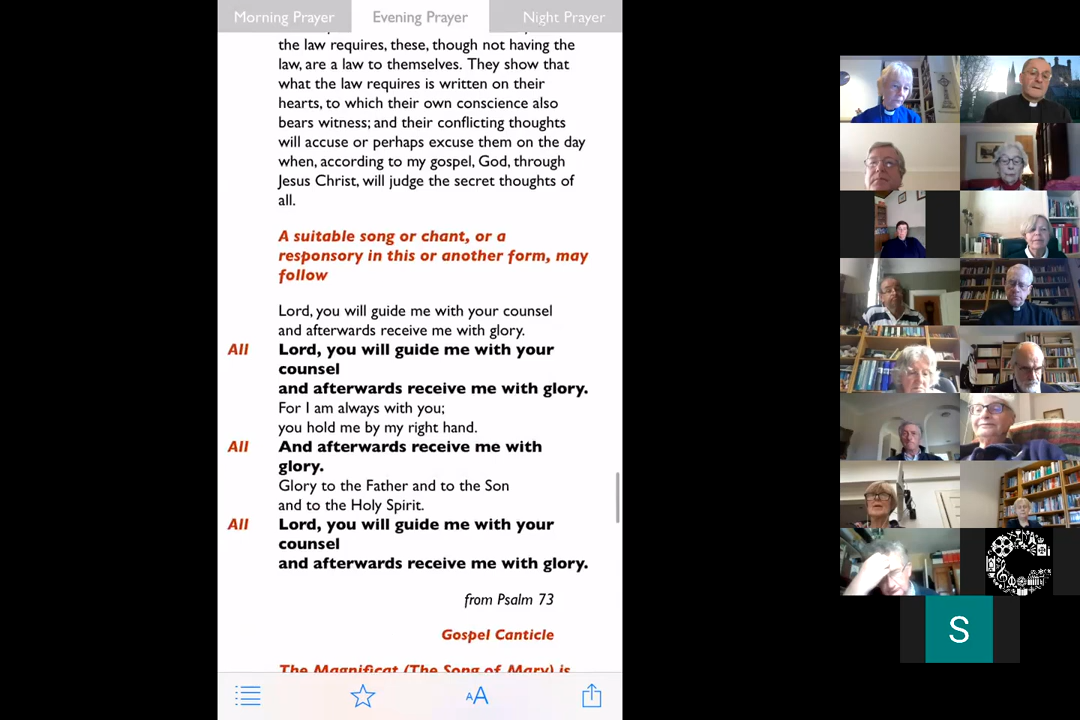 Morning Prayer Evening Prayer Night Prayer
the law requires, these, though not having the
law, are a law to themselves. They show that
what the law requires is written on their
hearts, to which their own conscience also
bears witness; and their conflicting thoughts
will accuse or perhaps excuse them on the day
when, according to my gospel, God, through
Jesus Christ, will judge the secret thoughts of
all.
A suitable song or chant, or a
responsory in this or another form, may
follow
Lord, you will guide me with your counsel
and afterwards receive me with glory.
All Lord, you will guide me with your
counsel
and afterwards receive me with glory.
For I am always with you;
you hold me by my right hand.
All And afterwards receive me with
glory.
Glory to the Father and to the Son
and to the Holy Spirit.
All Lord, you will guide me with your
counsel
and afterwards receive me with glory.
from Psalm 73
Gospel Canticle
The Magnificat (The Song of Mary) is
AA
S